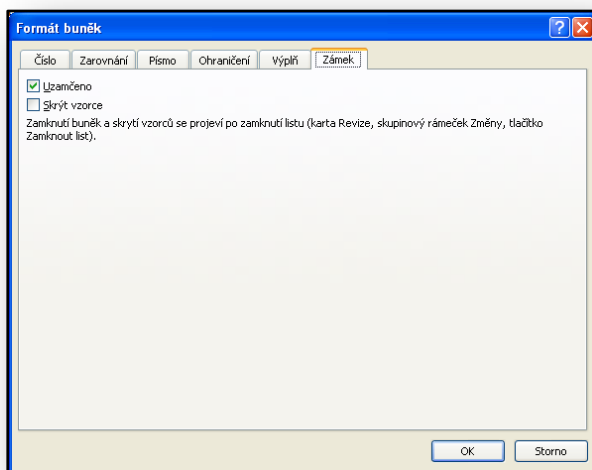 Formát buněk
Číslo Zarovnání Písmo Ohraničení Výplň Zámek
Uzamčeno
Skrýt vzorce
Zamknutí buněk a skrytí vzorců se projeví po zamknutí listu (karta Revize, skupinový rámeček Změny, tlačítko
Zamknout list).
OK Storno